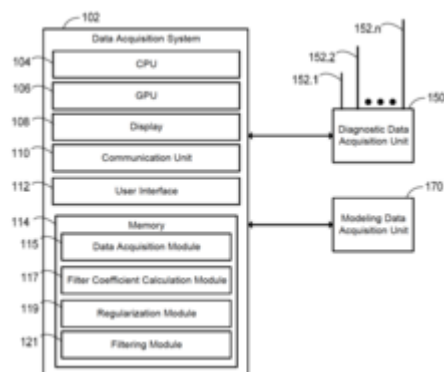 102
Data Acquisition System
104
CPU
106
GPU
108
Display
110
Communication Unit
112
User Interface
114
Memory
115
Data Acquisition Module
117
Filter Coefficient Calculation Module
119
Regularization Module
121
Filtering Module
152.1
152.2
152.n
150
Diagnostic Data
Acquisition Unit
170
Modeling Data
Acquisition Unit